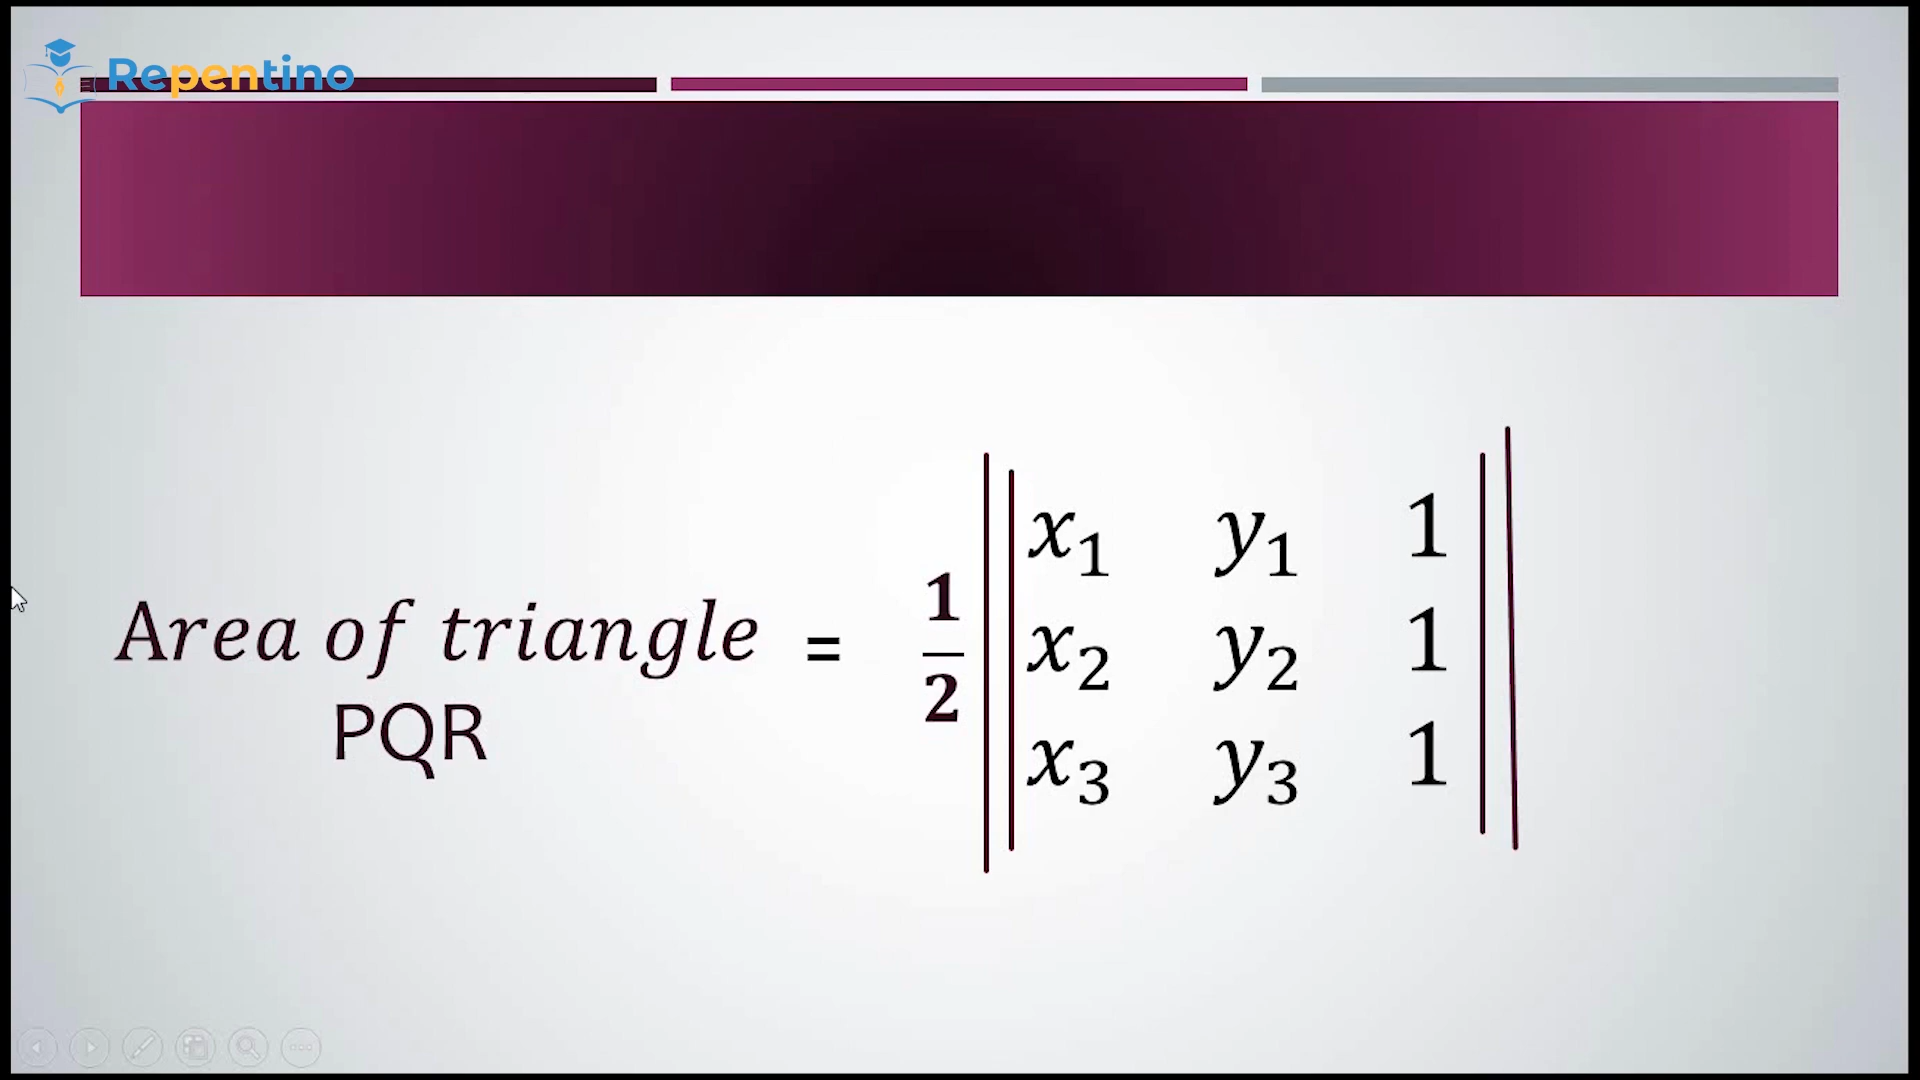 Repentino
Area of triangle PQR = 1/2 || x₁ y₁ 1
x₂ y₂ 1
x₃ y₃ 1 ||